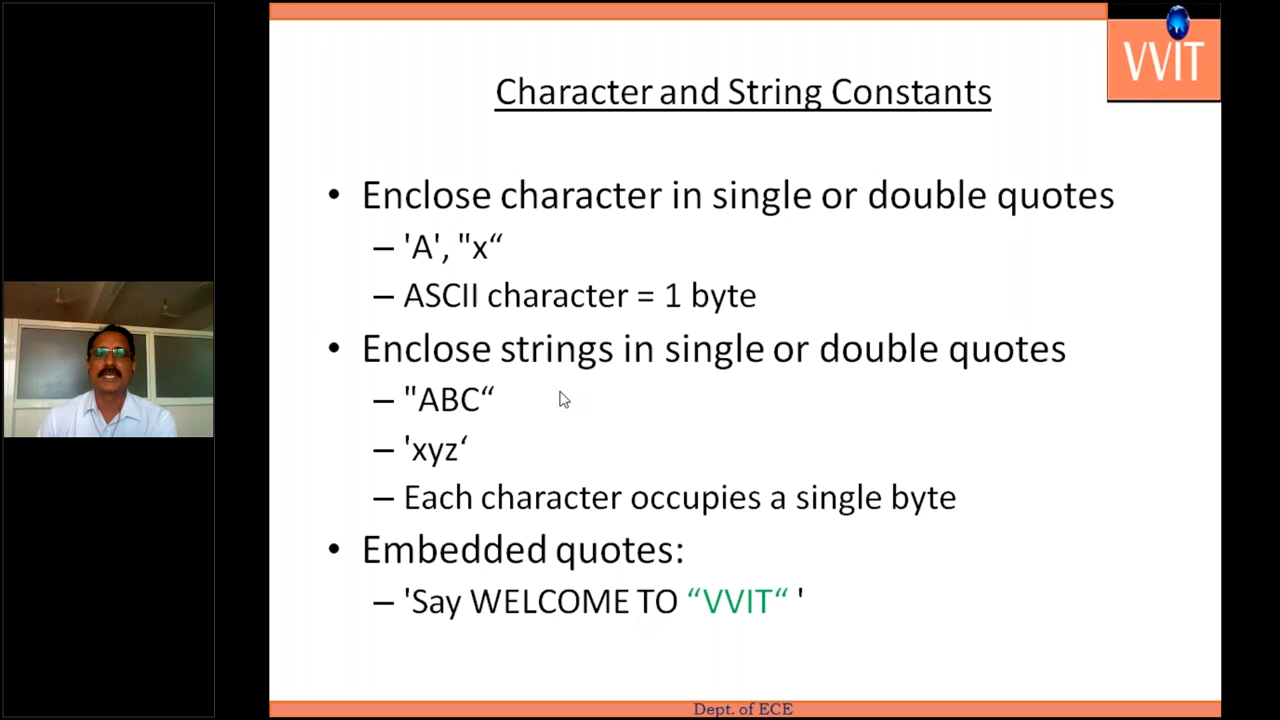 VVIT
Character and String Constants
• Enclose character in single or double quotes
– 'A', "x“
– ASCII character = 1 byte
• Enclose strings in single or double quotes
– "ABC“
– 'xyz‘
– Each character occupies a single byte
• Embedded quotes:
– 'Say WELCOME TO “VVIT“ '
Dept. of ECE